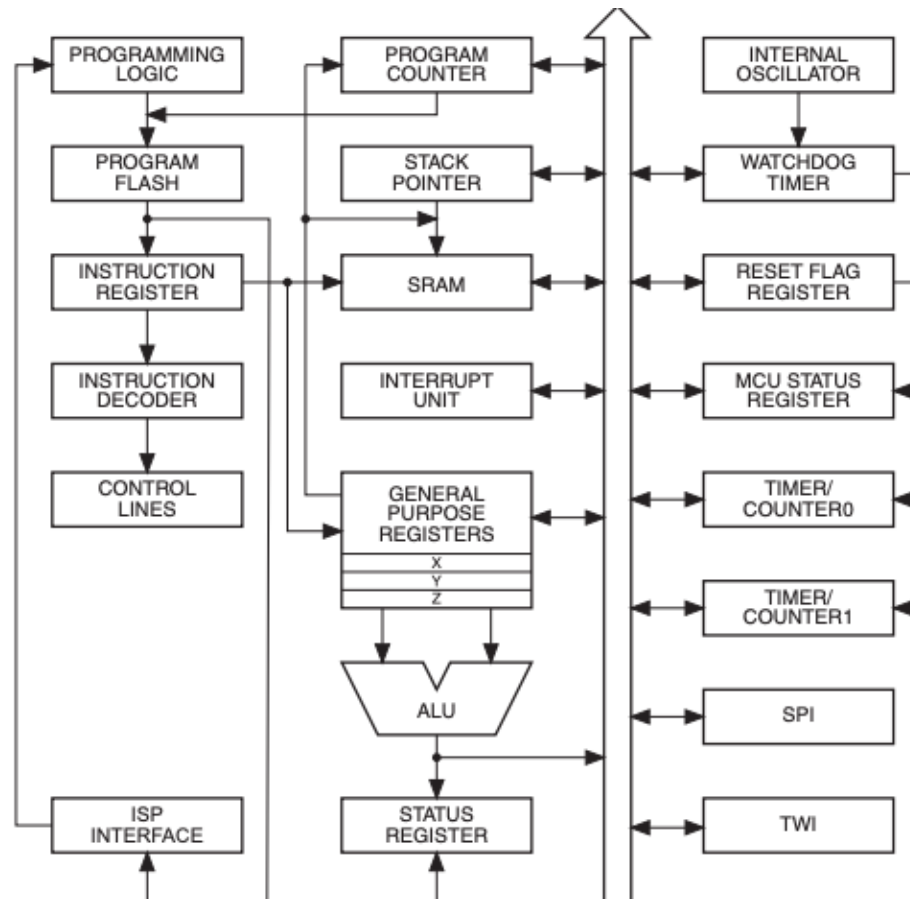 PROGRAMMING
LOGIC
PROGRAM
COUNTER
INTERNAL
OSCILLATOR
PROGRAM
FLASH
STACK
POINTER
WATCHDOG
TIMER
INSTRUCTION
REGISTER
SRAM
RESET FLAG
REGISTER
INSTRUCTION
DECODER
INTERRUPT
UNIT
MCU STATUS
REGISTER
CONTROL
LINES
GENERAL
PURPOSE
REGISTERS
X
Y
Z
TIMER/
COUNTER0
TIMER/
COUNTER1
ALU
SPI
ISP
INTERFACE
STATUS
REGISTER
TWI